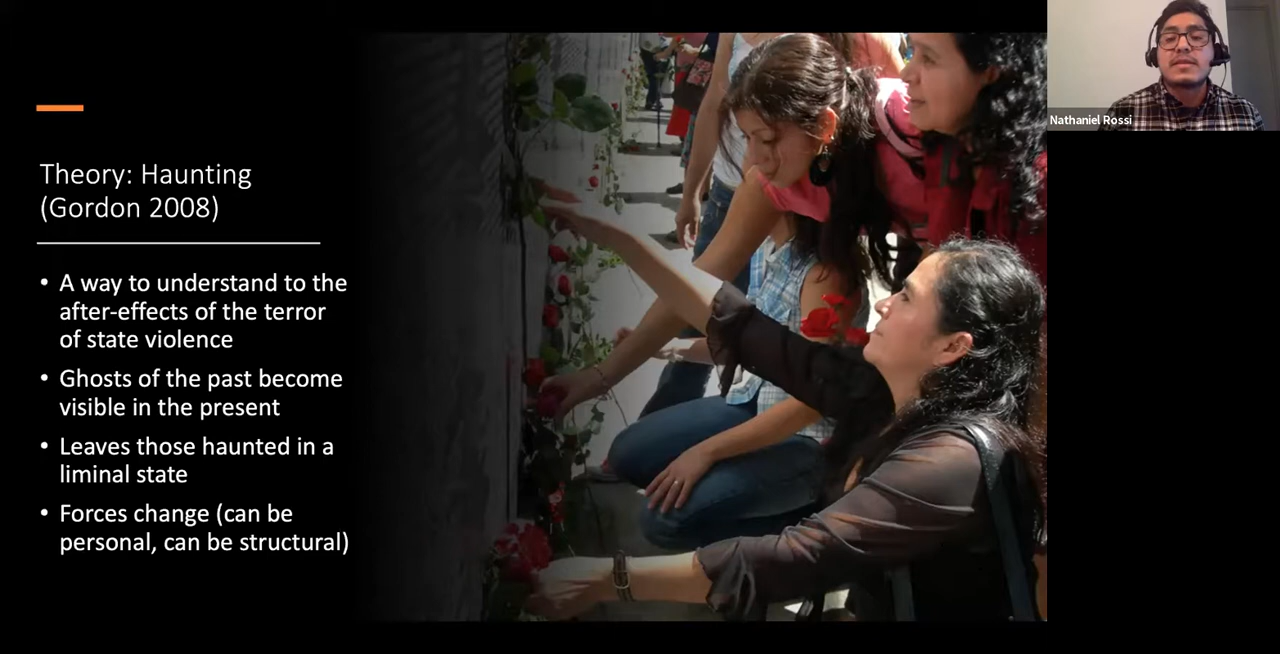 Theory: Haunting
(Gordon 2008)
• A way to understand to the
after-effects of the terror
of state violence
• Ghosts of the past become
visible in the present
• Leaves those haunted in a
liminal state
• Forces change (can be
personal, can be structural)
Nathaniel Rossi